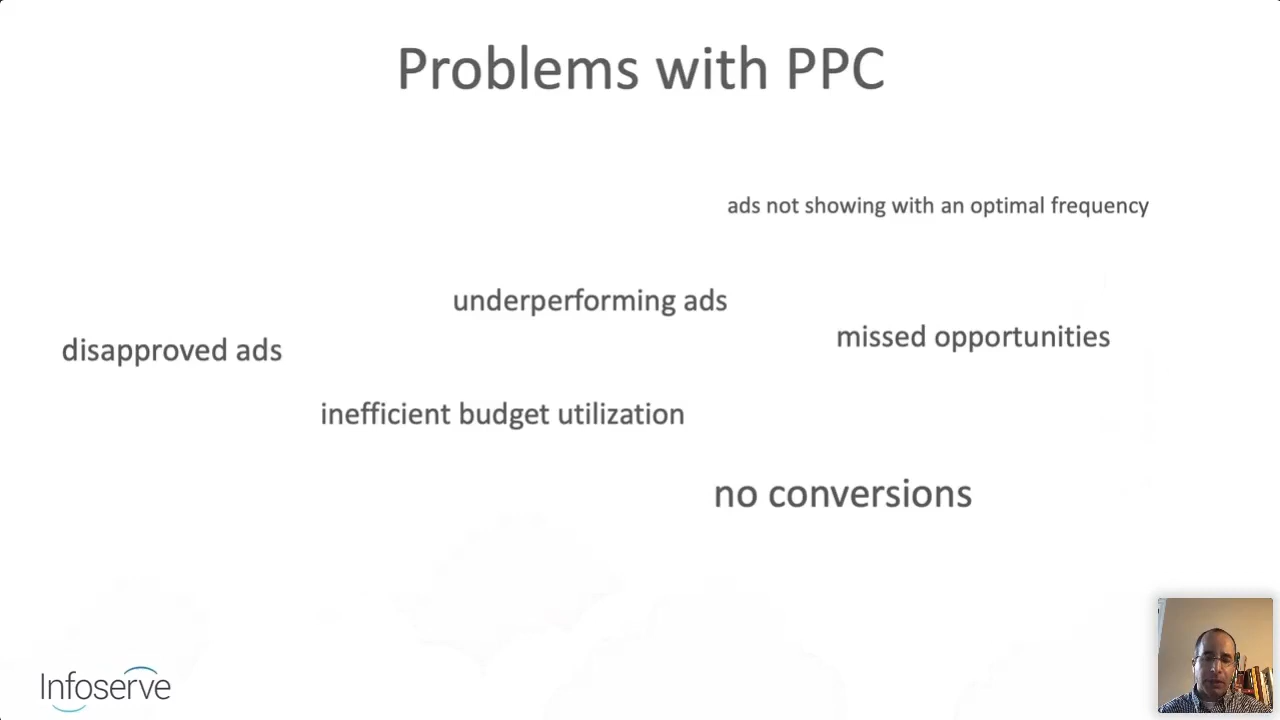 Problems with PPC
ads not showing with an optimal frequency
underperforming ads
missed opportunities
disapproved ads
inefficient budget utilization
no conversions
Infoserve